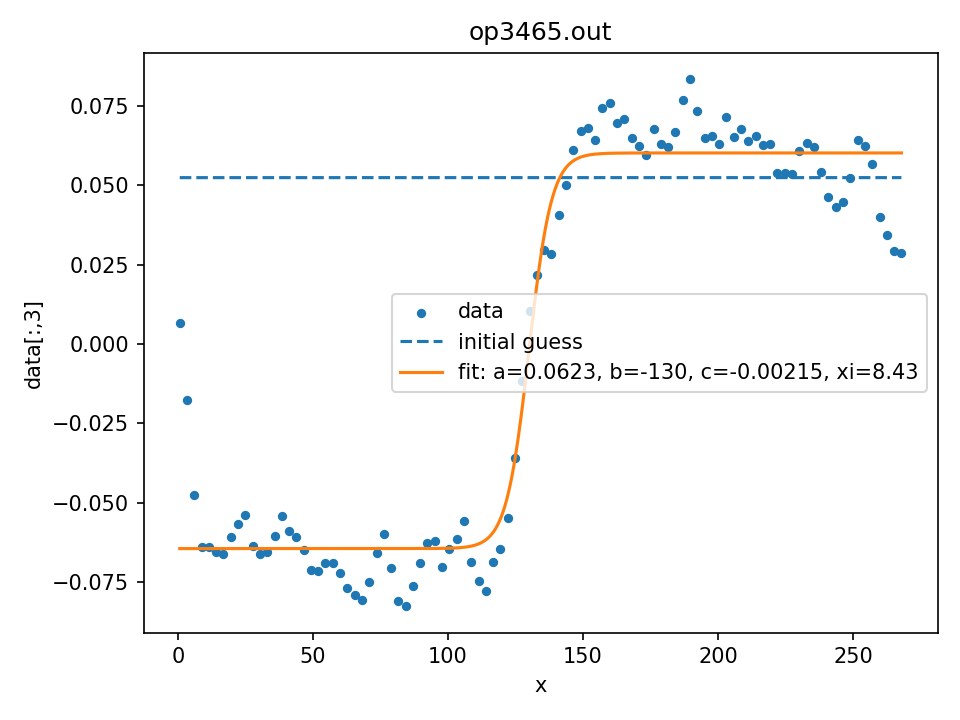 op3465.out
0.075
0.050
0.025
0.000
−0.025
−0.050
−0.075
data[:,3]
data
initial guess
fit: a=0.0623, b=-130, c=-0.00215, xi=8.43
0 50 100 150 200 250
x